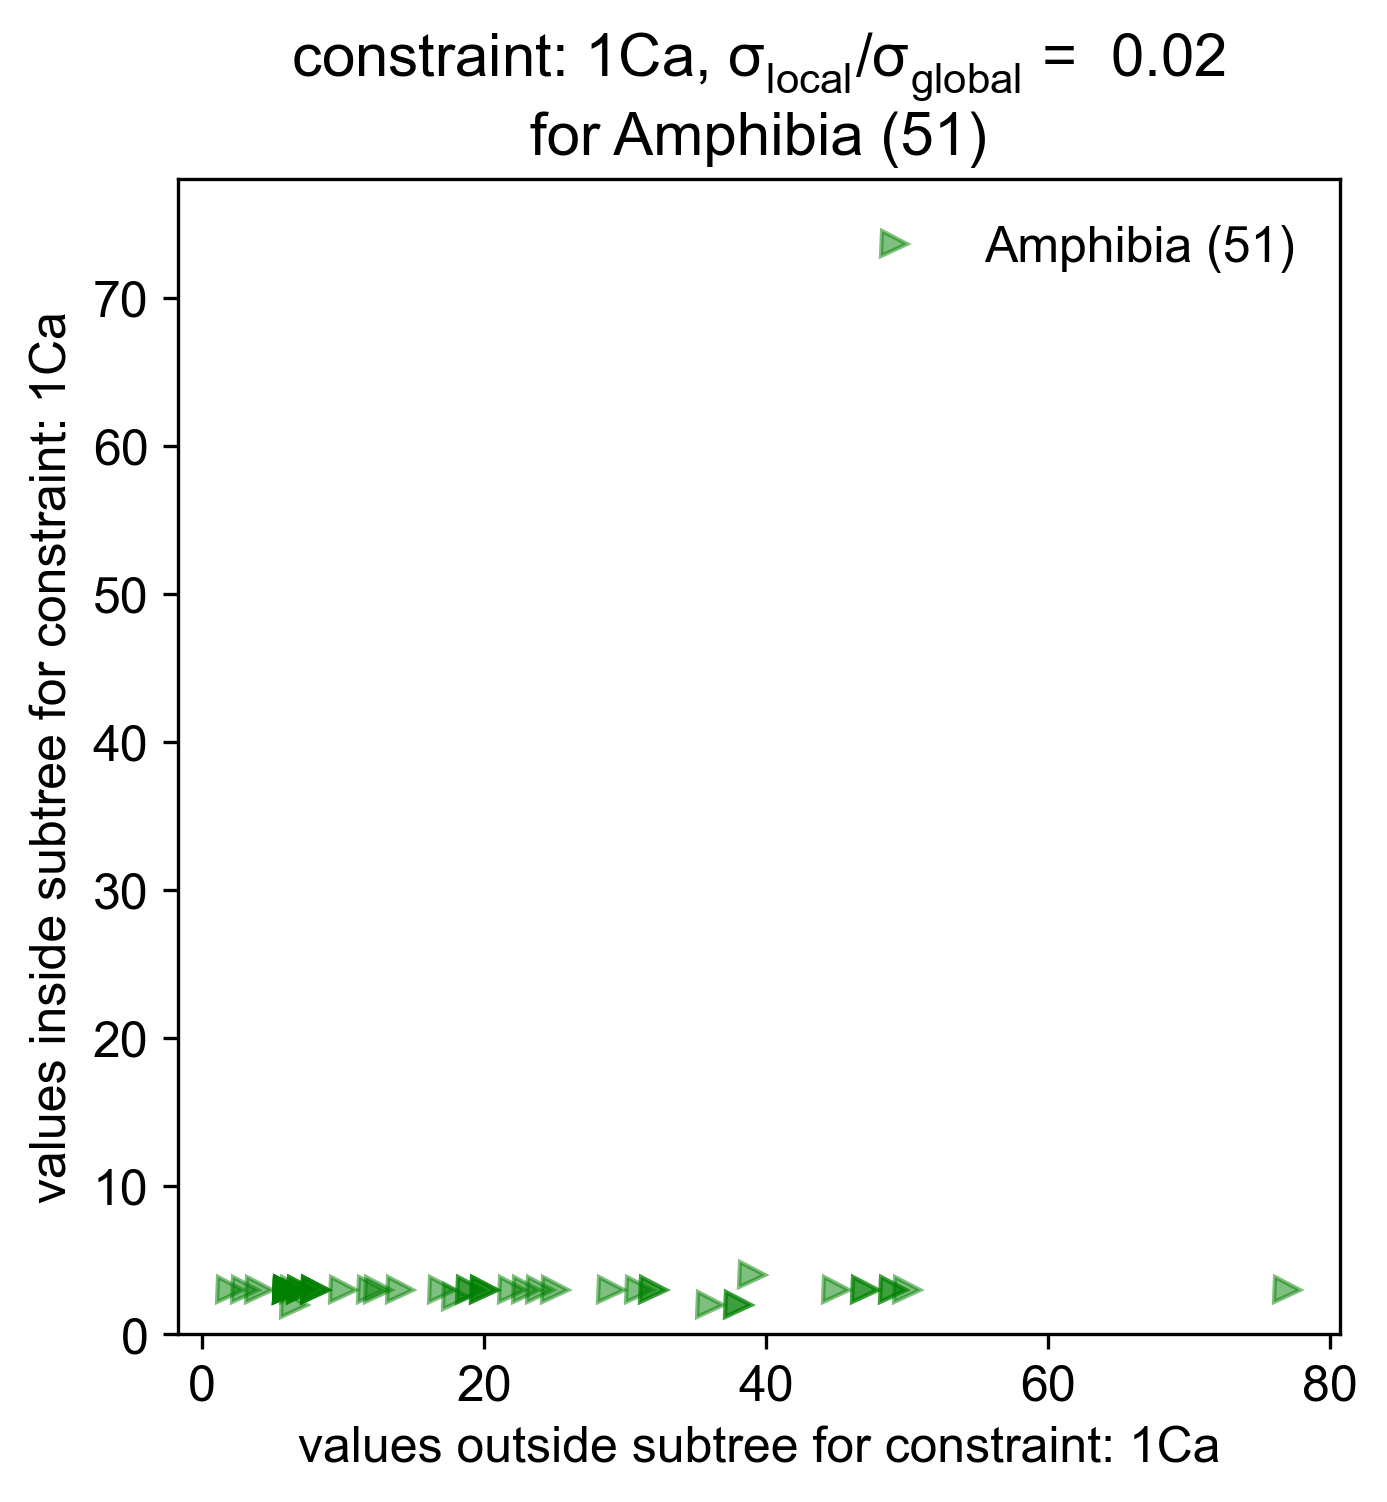 constraint: 1Ca, σlocal/σglobal = 0.02
for Amphibia (51)
Amphibia (51)
values inside subtree for constraint: 1Ca
70
60
50
40
30
20
10
0
0 20 40 60 80
values outside subtree for constraint: 1Ca